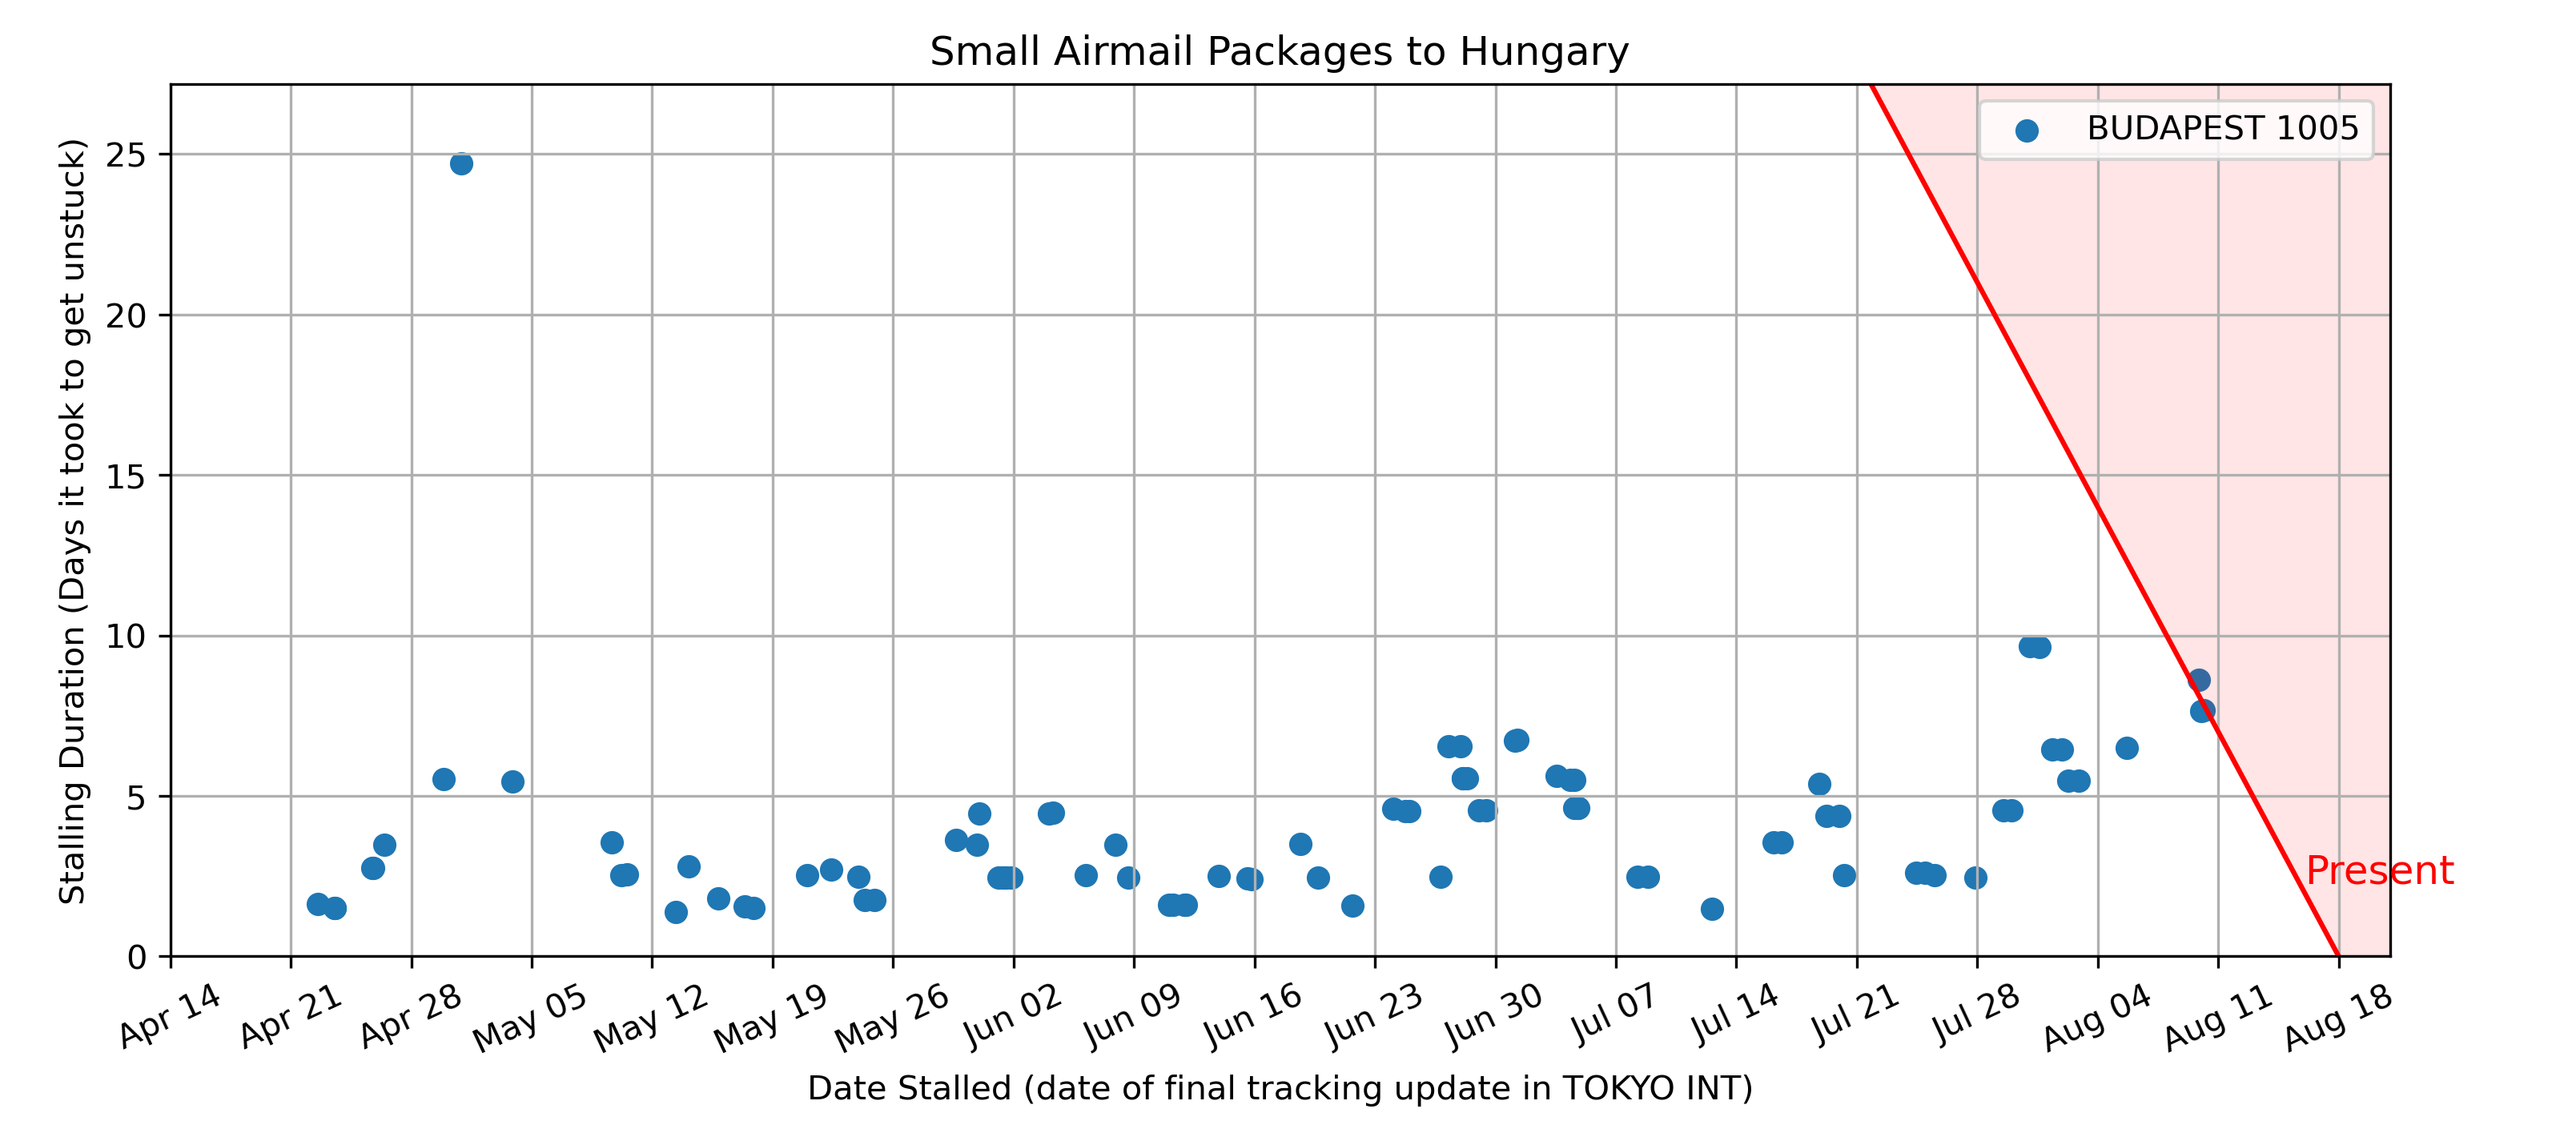 Small Airmail Packages to Hungary
BUDAPEST 1005
Stalling Duration (Days it took to get unstuck)
25
20
15
10
5
0
Present
Apr 14
Apr 21
Apr 28
May 05
May 12
May 19
May 26
Jun 02
Jun 09
Jun 16
Jun 23
Jun 30
Jul 07
Jul 14
Jul 21
Jul 28
Aug 04
Aug 11
Aug 18
Date Stalled (date of final tracking update in TOKYO INT)